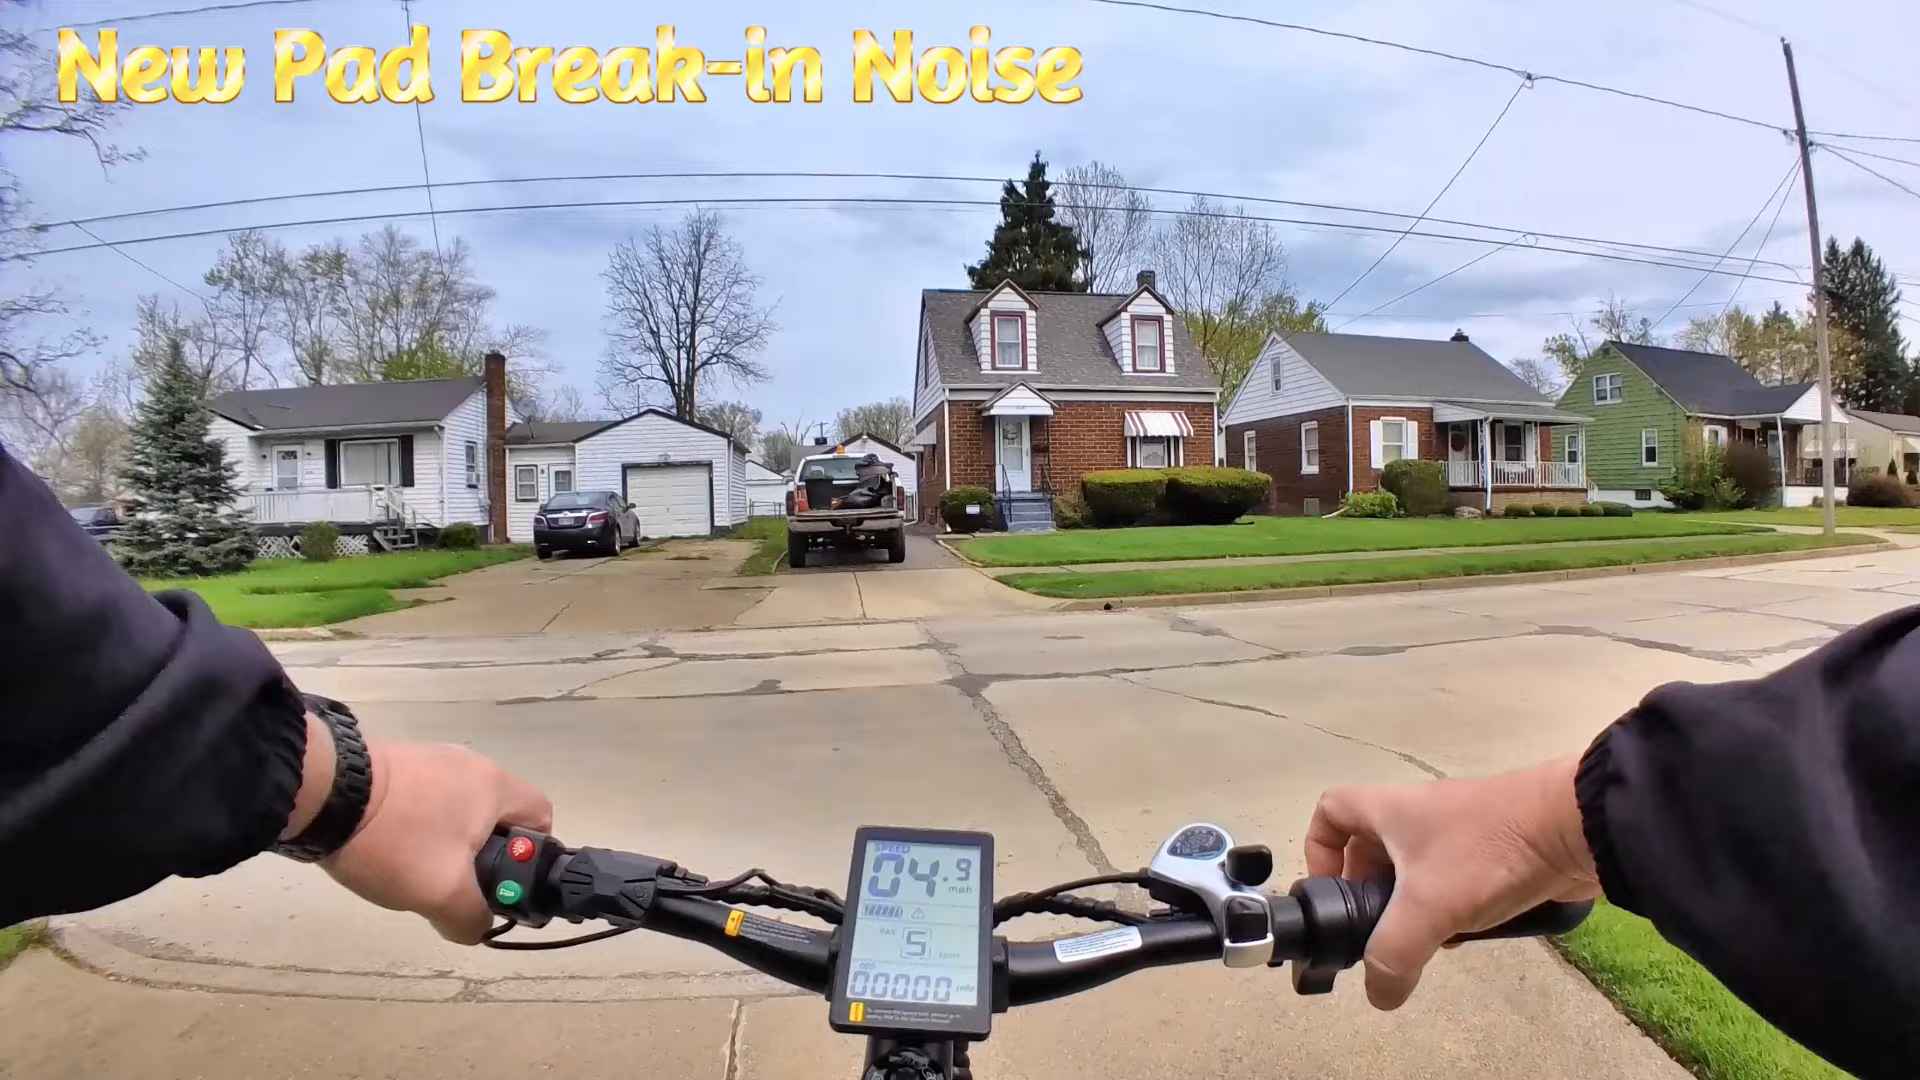 New Pad Break-in Noise
SPEED
04.9
mph
PAS
5
ODO
00000 mile